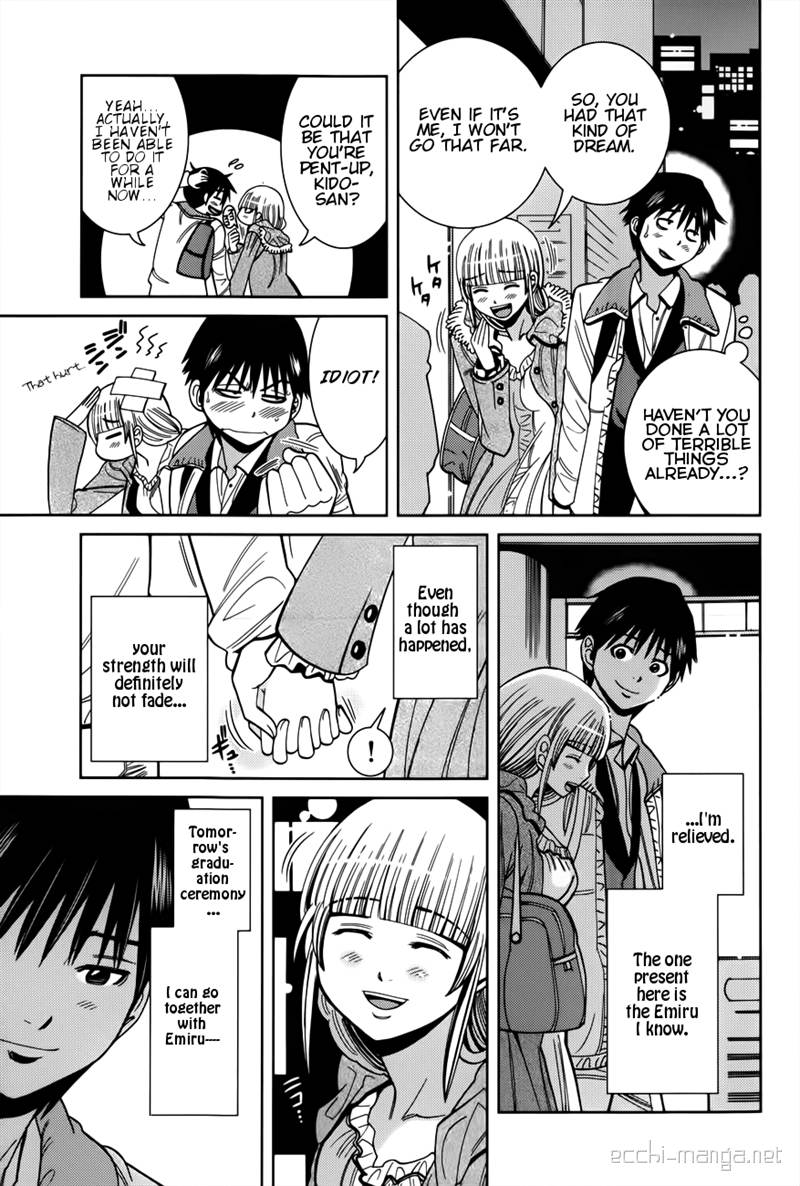 SO, YOU
HAD THAT
KIND OF
DREAM.
EVEN IF IT'S
ME, I WON'T
GO THAT FAR.
ケタ
ケタ
HAVEN'T YOU
DONE A LOT
OF TERRIBLE
THINGS
ALREADY...?
COULD IT
BE THAT
YOU'RE
PENT-UP,
KIDO-
SAN?
YEAH...
ACTUALLY,
I HAVEN'T
BEEN ABLE
TO DO IT
FOR A
WHILE
NOW...
IDIOT!
That hurt...
...I'm
relieved.
The one
present
here is
the Emiru
I know.
Even
though
a lot has
happened,
!
your
strength will
definitely
not fade...
Tomor-
row's
gradu-
ation
ceremony
...
I can go
together
with
Emiru----
ecchi-manga.net